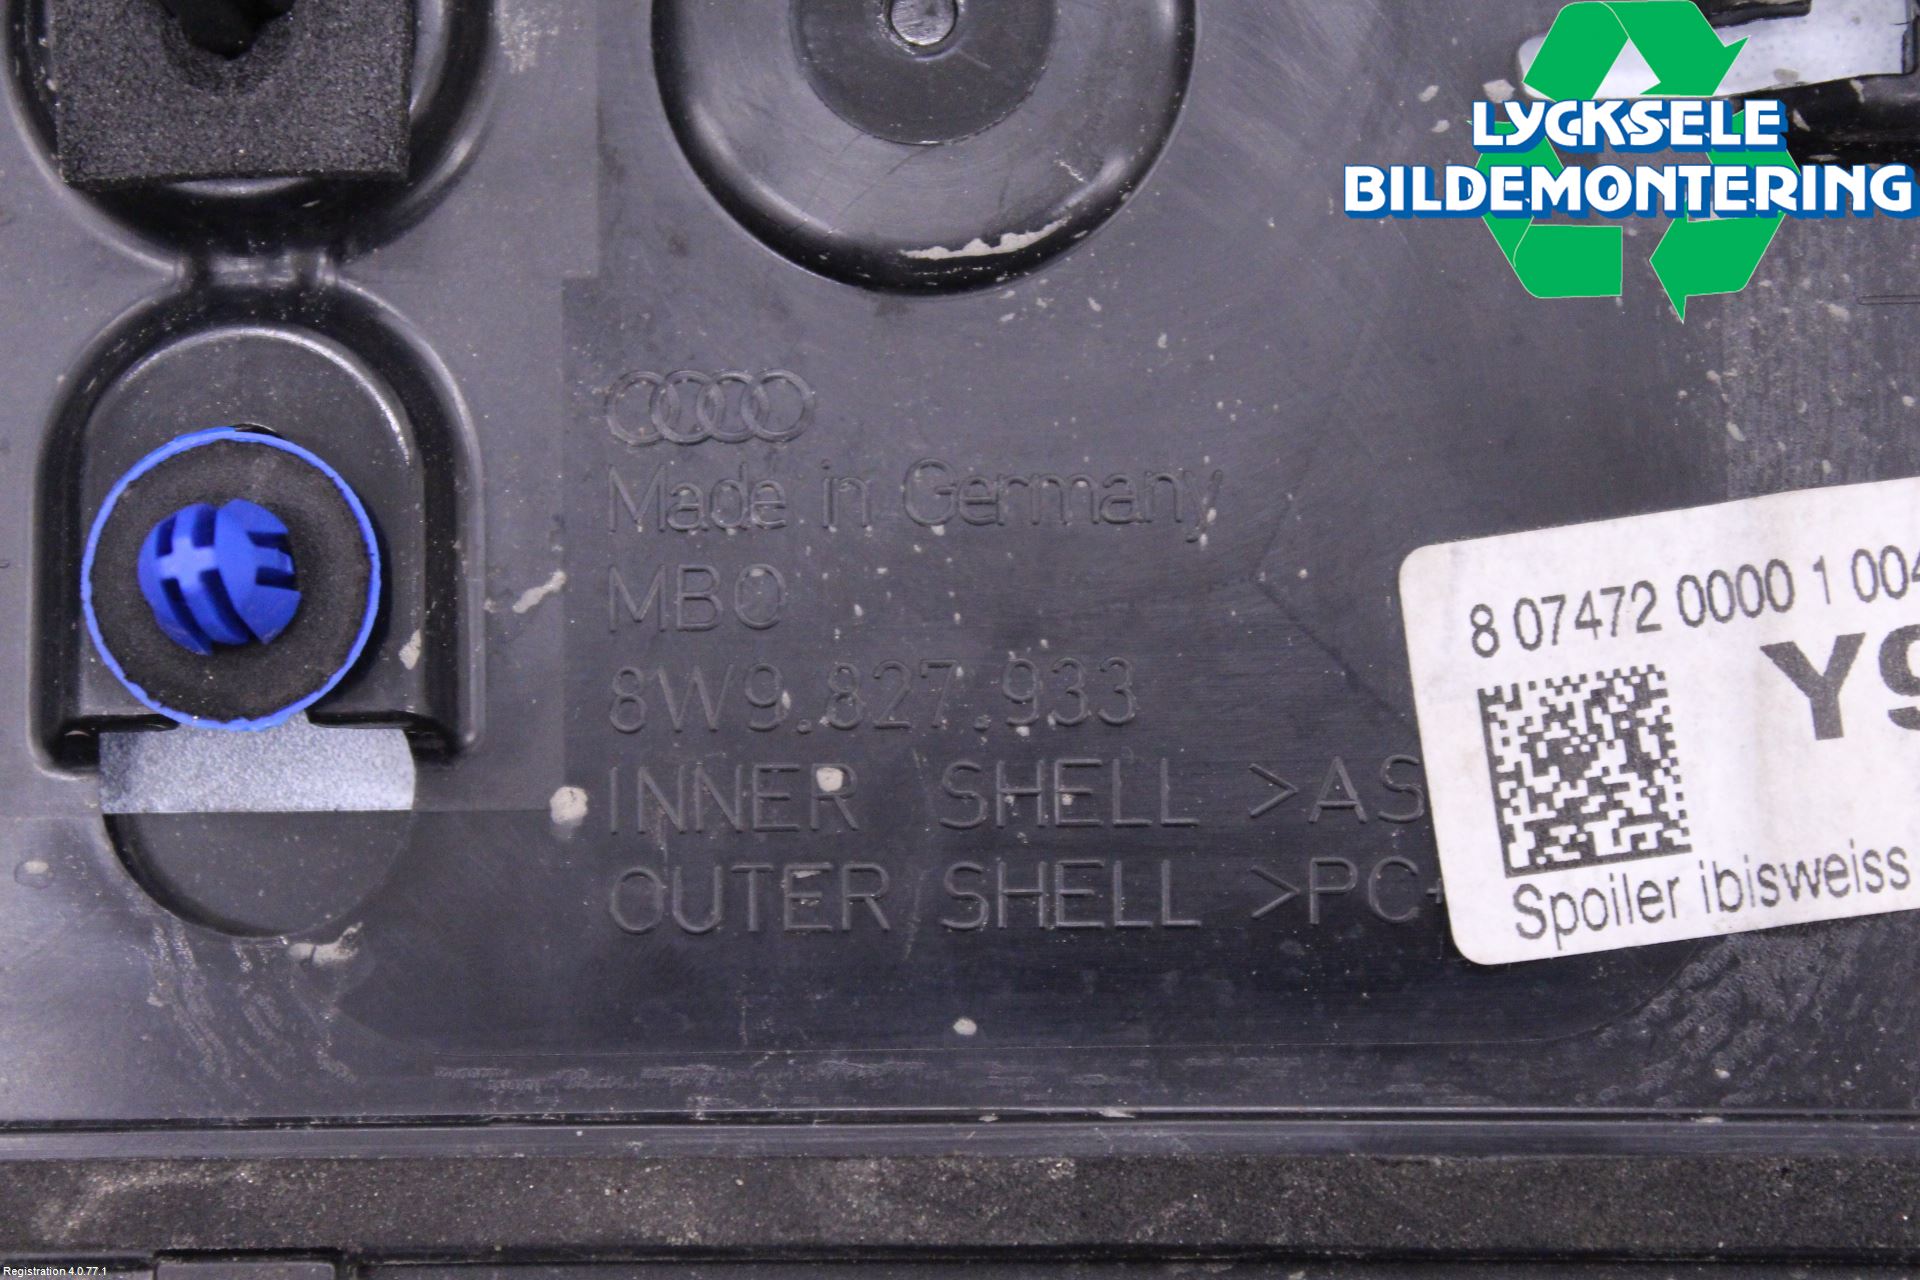 LYCKSELE
BILDEMONTERING
Made in Germany
MBO
8W9.827.933
INNER SHELL >AS
OUTER SHELL >PC+
8 07472 0000 1 004
Y9
Spoiler ibisweiss
Registration 4.0.77.1